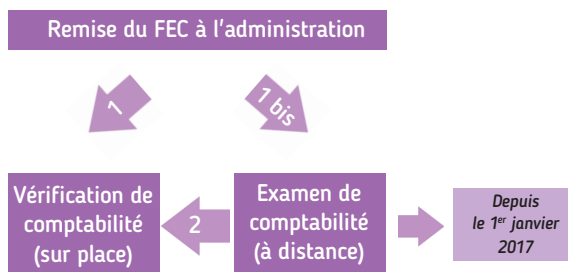 Remise du FEC à l'administration
1
1 bis
Vérification de
comptabilité
(sur place)
2
Examen de
comptabilité
(à distance)
Depuis
le 1er janvier
2017